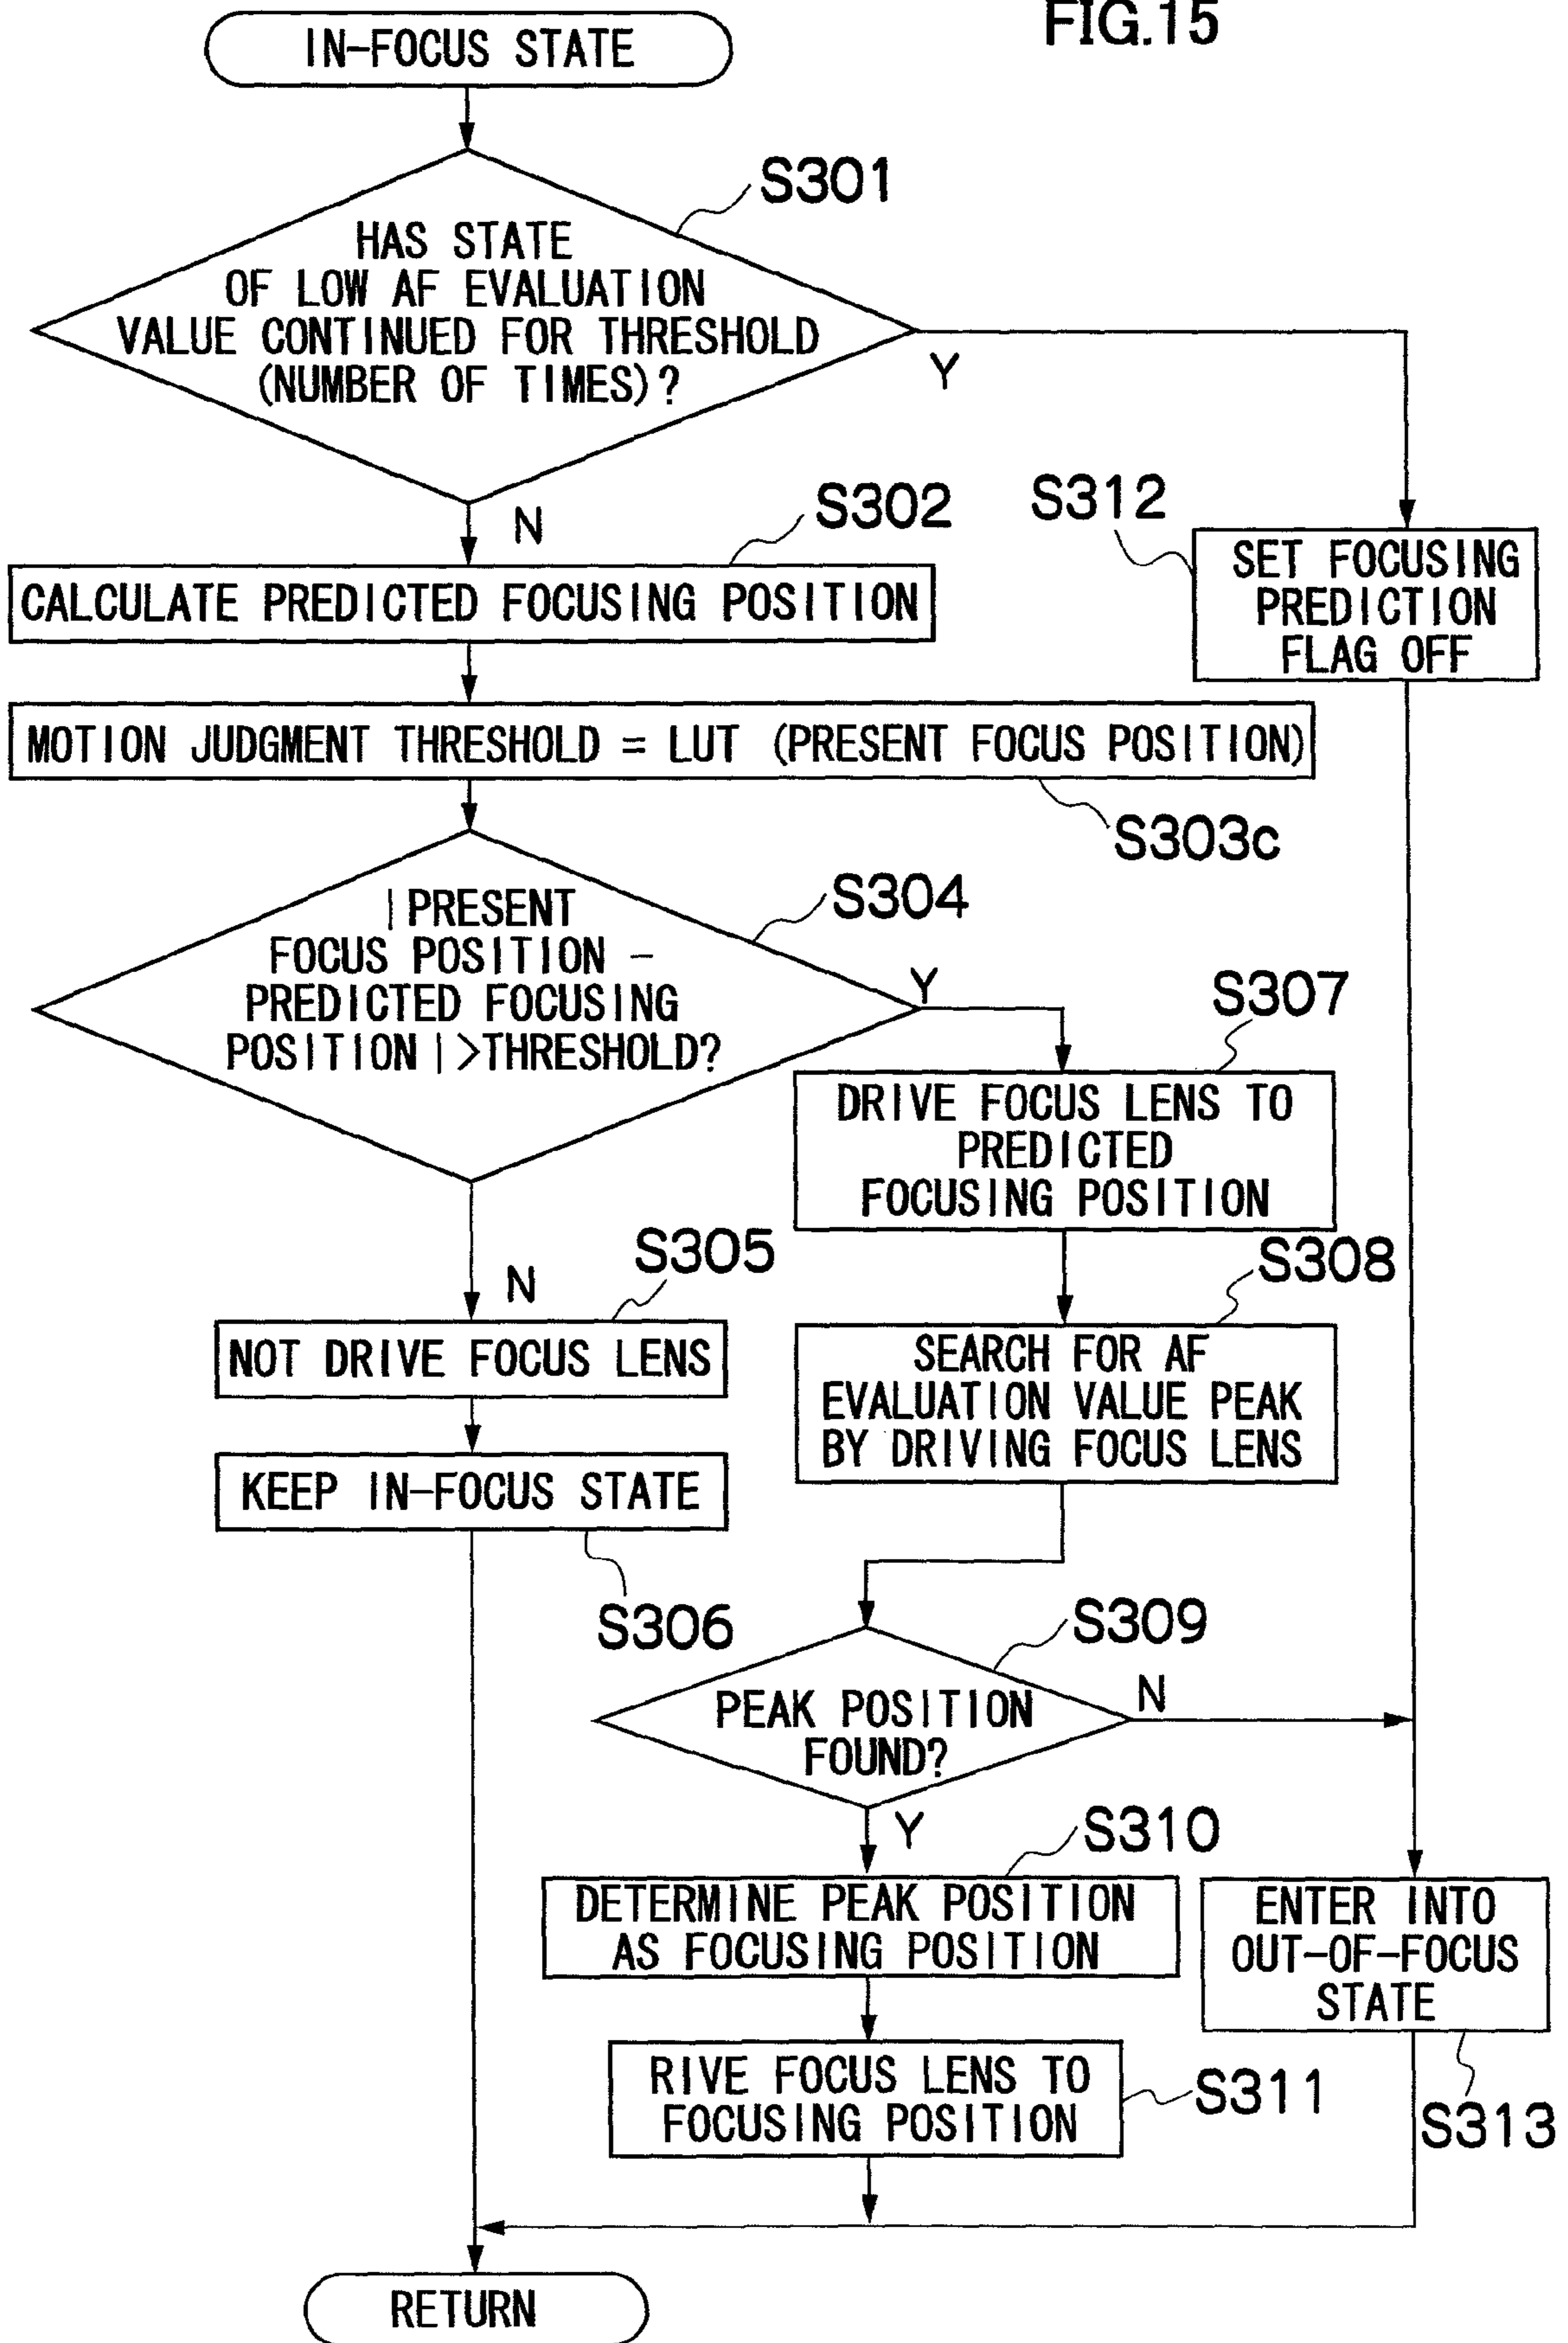 FIG.15
IN-FOCUS STATE
S301
HAS STATE
OF LOW AF EVALUATION
VALUE CONTINUED FOR THRESHOLD
(NUMBER OF TIMES)?
Y
N
S302
CALCULATE PREDICTED FOCUSING POSITION
S312
SET FOCUSING
PREDICTION
FLAG OFF
MOTION JUDGMENT THRESHOLD = LUT (PRESENT FOCUS POSITION)
S303c
S304
|PRESENT
FOCUS POSITION -
PREDICTED FOCUSING
POSITION|>THRESHOLD?
Y
N
S307
DRIVE FOCUS LENS TO
PREDICTED
FOCUSING POSITION
S305
NOT DRIVE FOCUS LENS
S308
SEARCH FOR AF
EVALUATION VALUE PEAK
BY DRIVING FOCUS LENS
KEEP IN-FOCUS STATE
S306
S309
PEAK POSITION
FOUND?
N
Y
S310
DETERMINE PEAK POSITION
AS FOCUSING POSITION
ENTER INTO
OUT-OF-FOCUS
STATE
S313
RIVE FOCUS LENS TO
FOCUSING POSITION
S311
RETURN